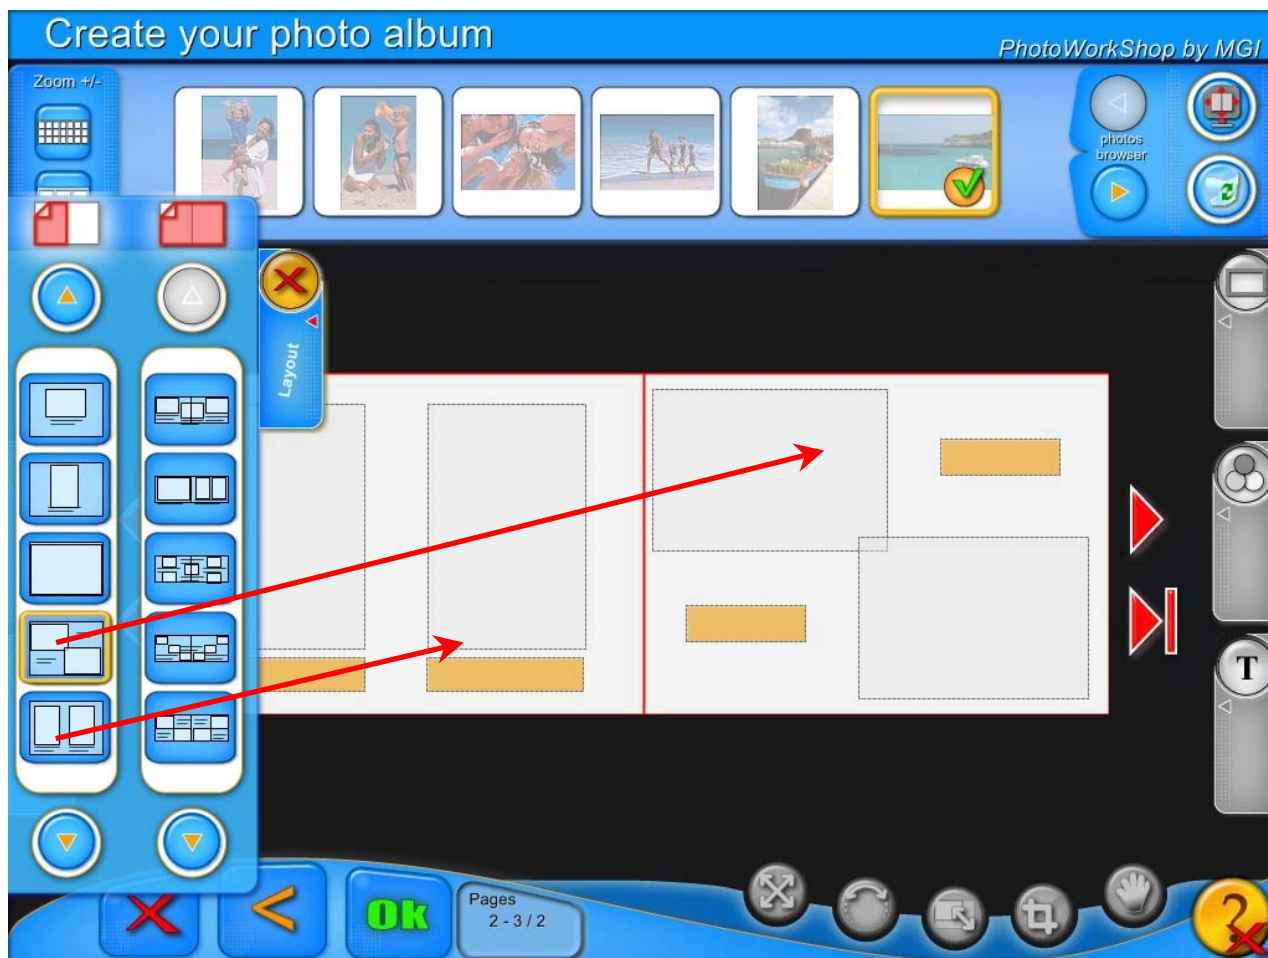 Create your photo album
PhotoWorkShop by MGI
Zoom +/-
photos
browser
Layout
T
Ok
Pages
2 - 3 / 2
?